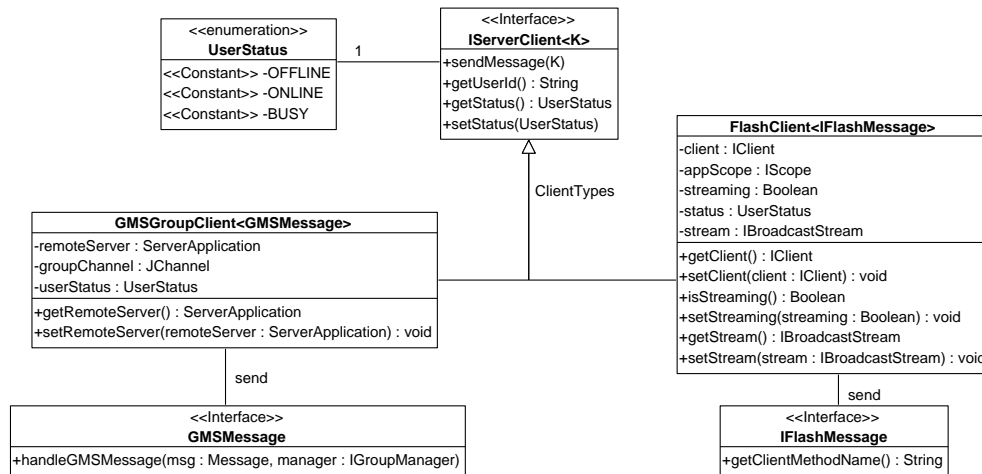 <<enumeration>>
UserStatus
<<Constant>> -OFFLINE
<<Constant>> -ONLINE
<<Constant>> -BUSY
1
<<Interface>>
IServerClient<K>
+sendMessage(K)
+getUserId() : String
+getStatus() : UserStatus
+setStatus(UserStatus)
ClientTypes
GMSGroupClient<GMSMessage>
-remoteServer : ServerApplication
-groupChannel : JChannel
-userStatus : UserStatus
+getRemoteServer() : ServerApplication
+setRemoteServer(remoteServer : ServerApplication) : void
send
<<Interface>>
GMSMessage
+handleGMSMessage(msg : Message, manager : IGroupManager)
FlashClient<IFlashMessage>
-client : IClient
-appScope : IScope
-streaming : Boolean
-status : UserStatus
-stream : IBroadcastStream
+getClient() : IClient
+setClient(client : IClient) : void
+isStreaming() : Boolean
+setStreaming(streaming : Boolean) : void
+getStream() : IBroadcastStream
+setStream(stream : IBroadcastStream) : void
send
<<Interface>>
IFlashMessage
+getClientMethodName() : String